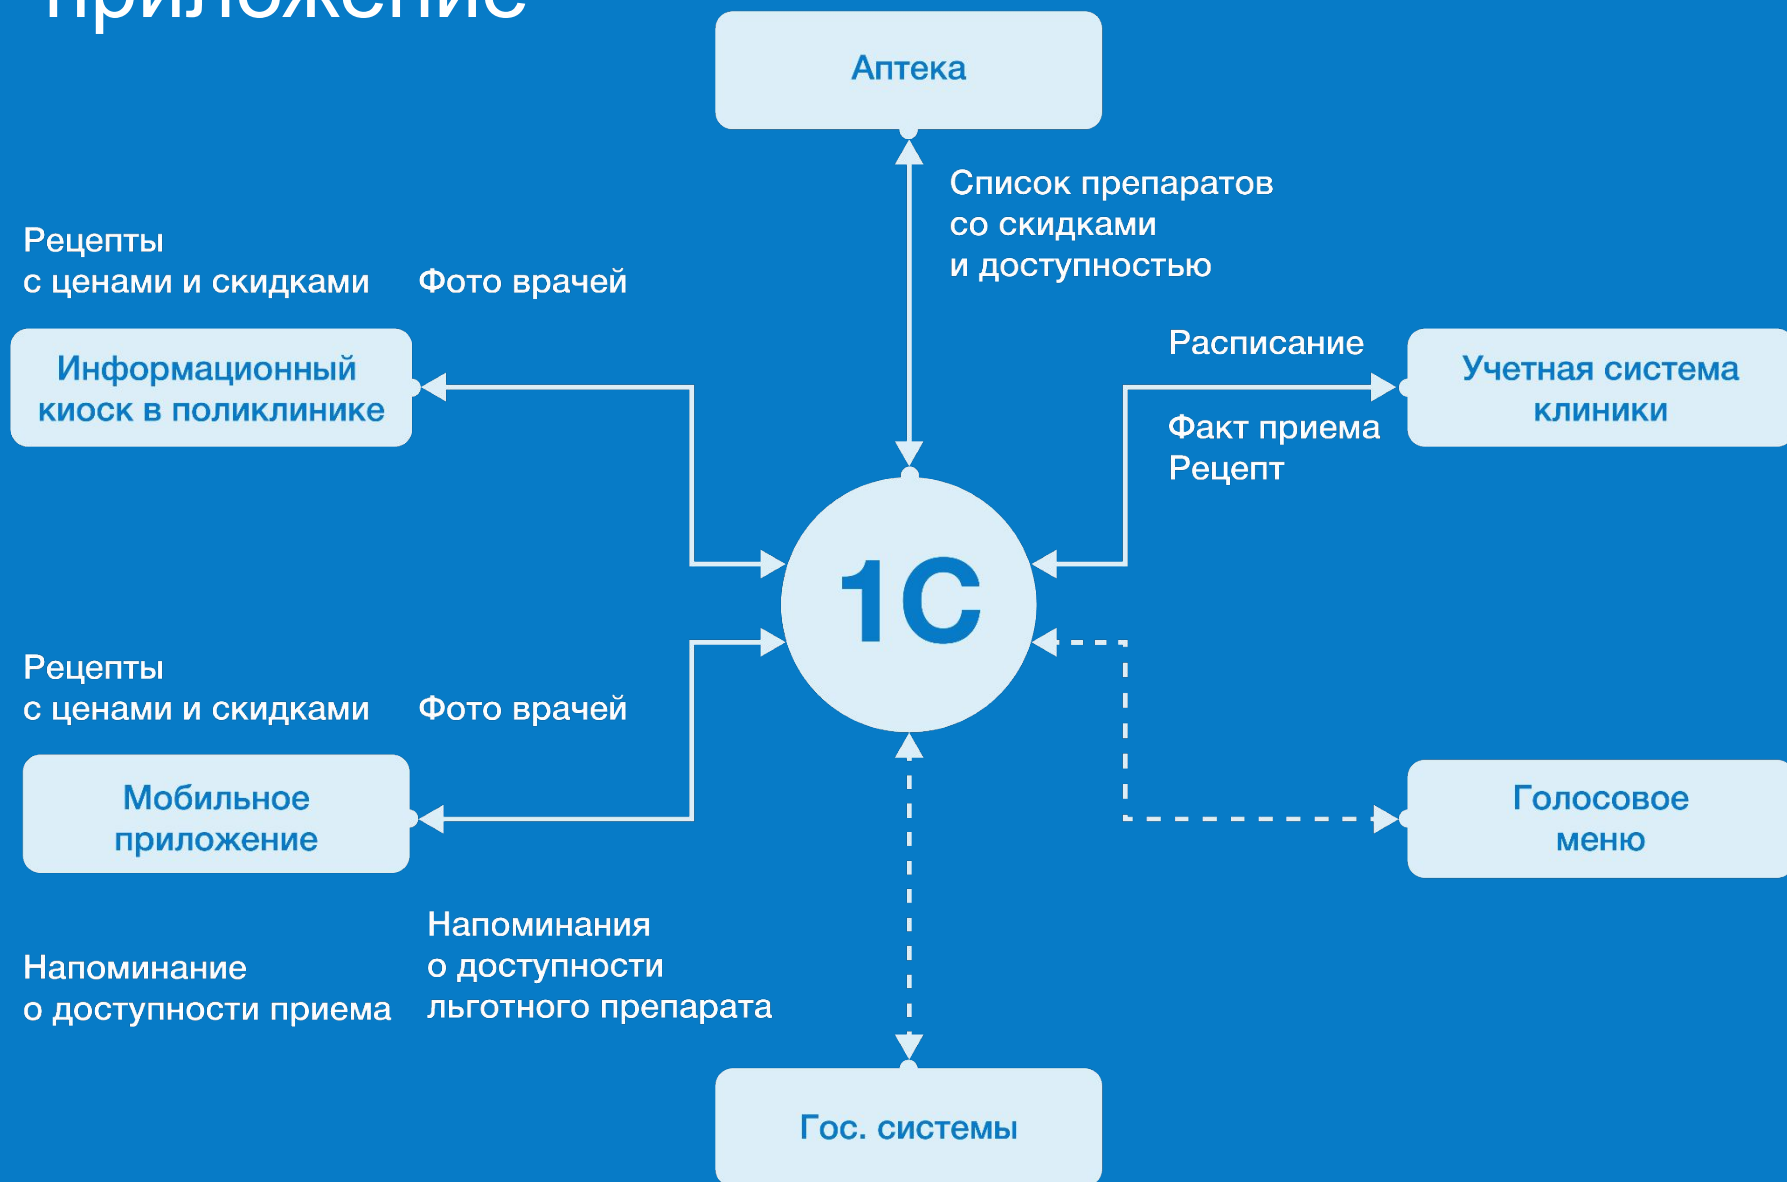 приложение
Аптека
Список препаратов
со скидками
и доступностью
Рецепты
с ценами и скидками
Фото врачей
Информационный
киоск в поликлинике
Расписание
Учетная система
клиники
Факт приема
Рецепт
1C
Рецепты
с ценами и скидками
Фото врачей
Мобильное
приложение
Голосовое
меню
Напоминание
о доступности приема
Напоминания
о доступности
льготного препарата
Гос. системы